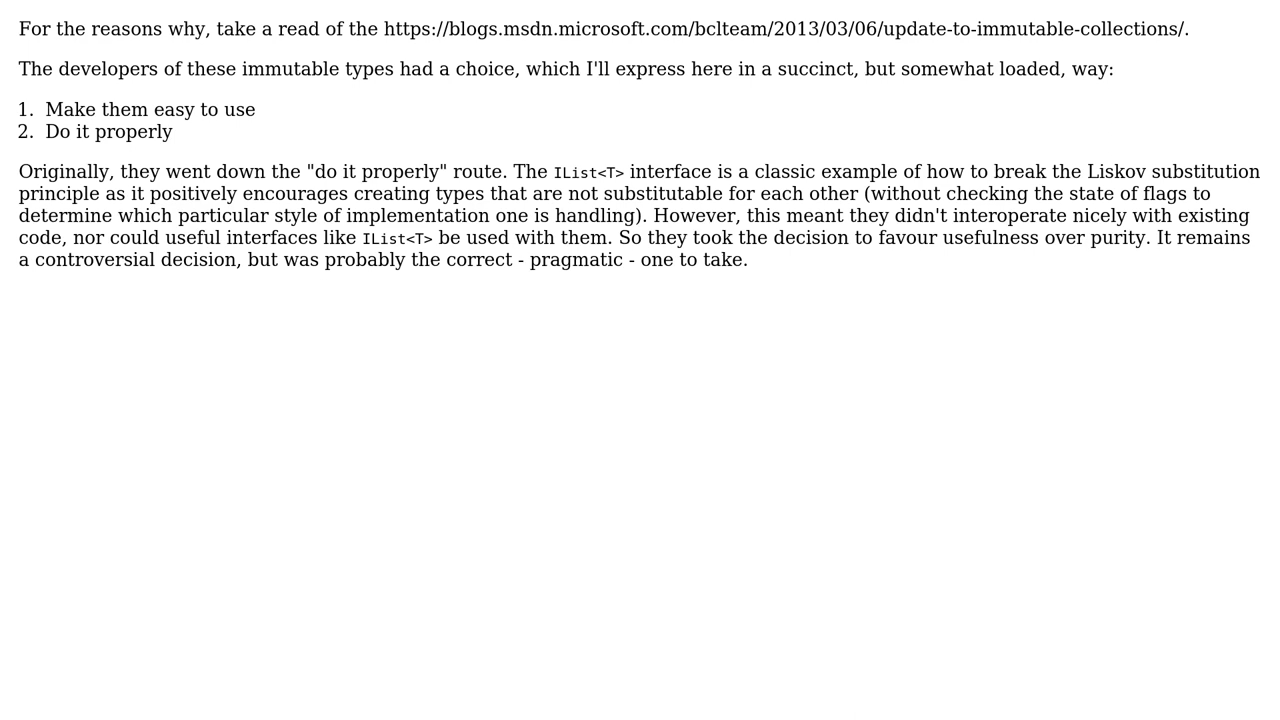 For the reasons why, take a read of the https://blogs.msdn.microsoft.com/bclteam/2013/03/06/update-to-immutable-collections/.
The developers of these immutable types had a choice, which I'll express here in a succinct, but somewhat loaded, way:
1. Make them easy to use
2. Do it properly
Originally, they went down the "do it properly" route. The IList<T> interface is a classic example of how to break the Liskov substitution
principle as it positively encourages creating types that are not substitutable for each other (without checking the state of flags to
determine which particular style of implementation one is handling). However, this meant they didn't interoperate nicely with existing
code, nor could useful interfaces like IList<T> be used with them. So they took the decision to favour usefulness over purity. It remains
a controversial decision, but was probably the correct - pragmatic - one to take.